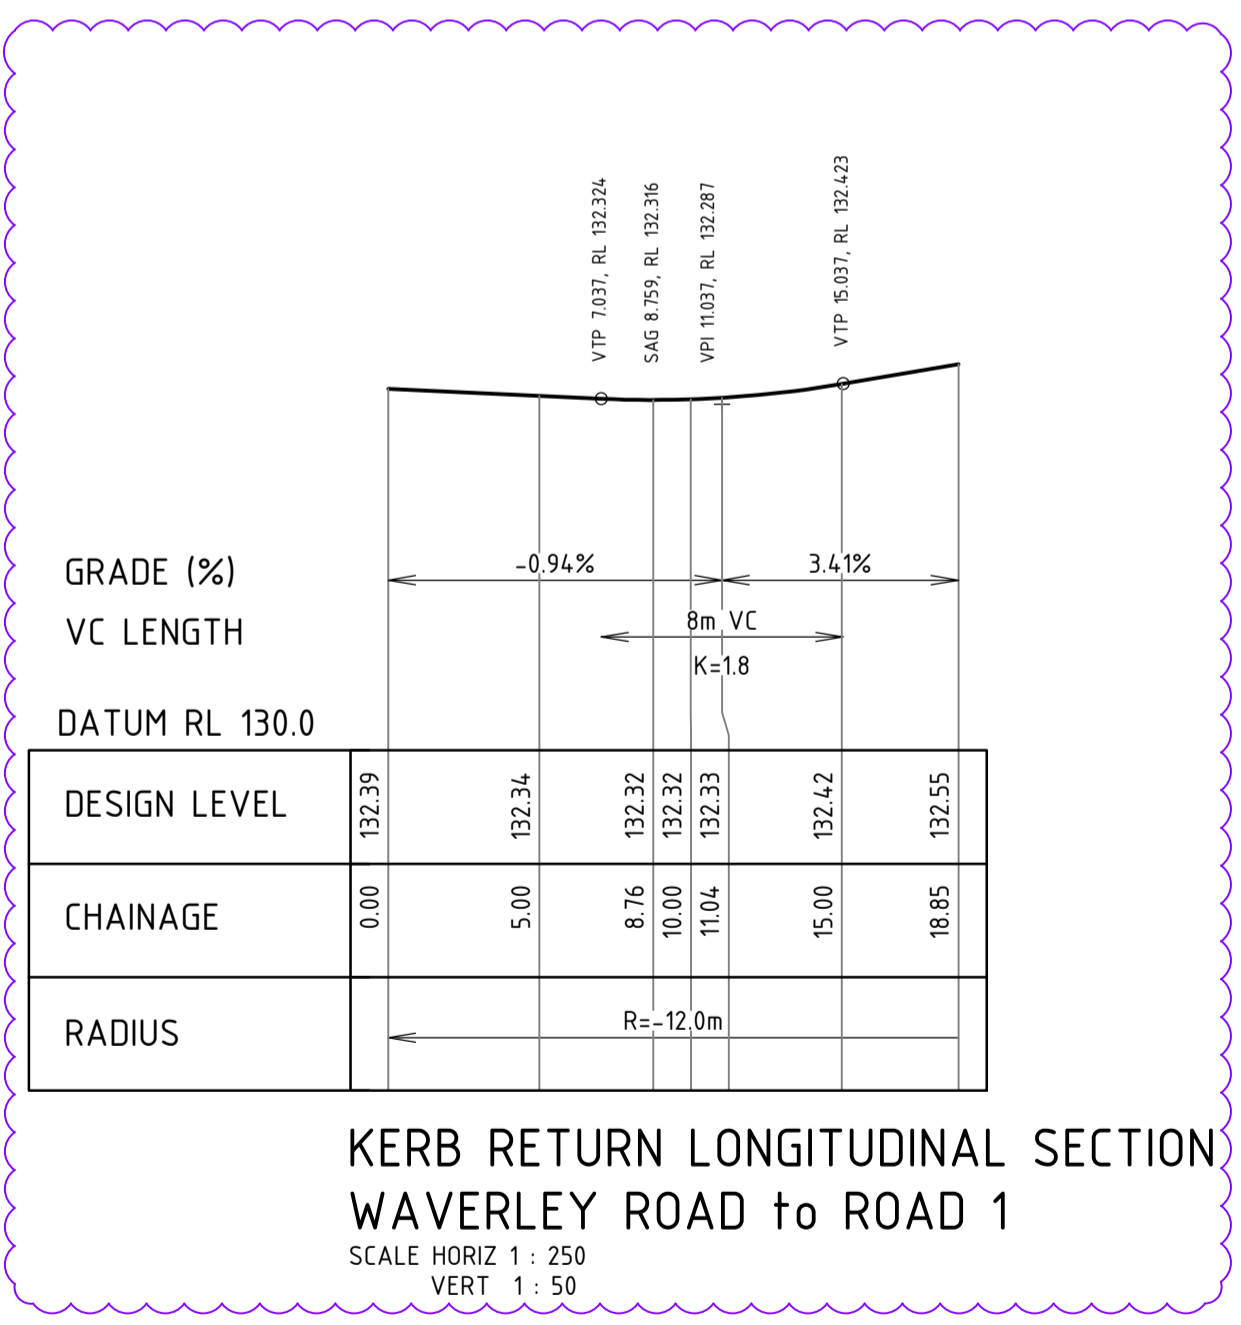 VTP 7.037, RL 132.324
SAG 8.759, RL 132.316
VPI 11.037, RL 132.287
VTP 15.037, RL 132.423
GRADE (%)
-0.94%
3.41%
VC LENGTH
8m VC
K=1.8
DATUM RL 130.0
DESIGN LEVEL
132.39
132.34
132.32
132.32
132.33
132.42
132.55
CHAINAGE
0.00
5.00
8.76
10.00
11.04
15.00
18.85
RADIUS
R=-12.0m
KERB RETURN LONGITUDINAL SECTION
WAVERLEY ROAD to ROAD 1
SCALE HORIZ 1 : 250
VERT 1 : 50